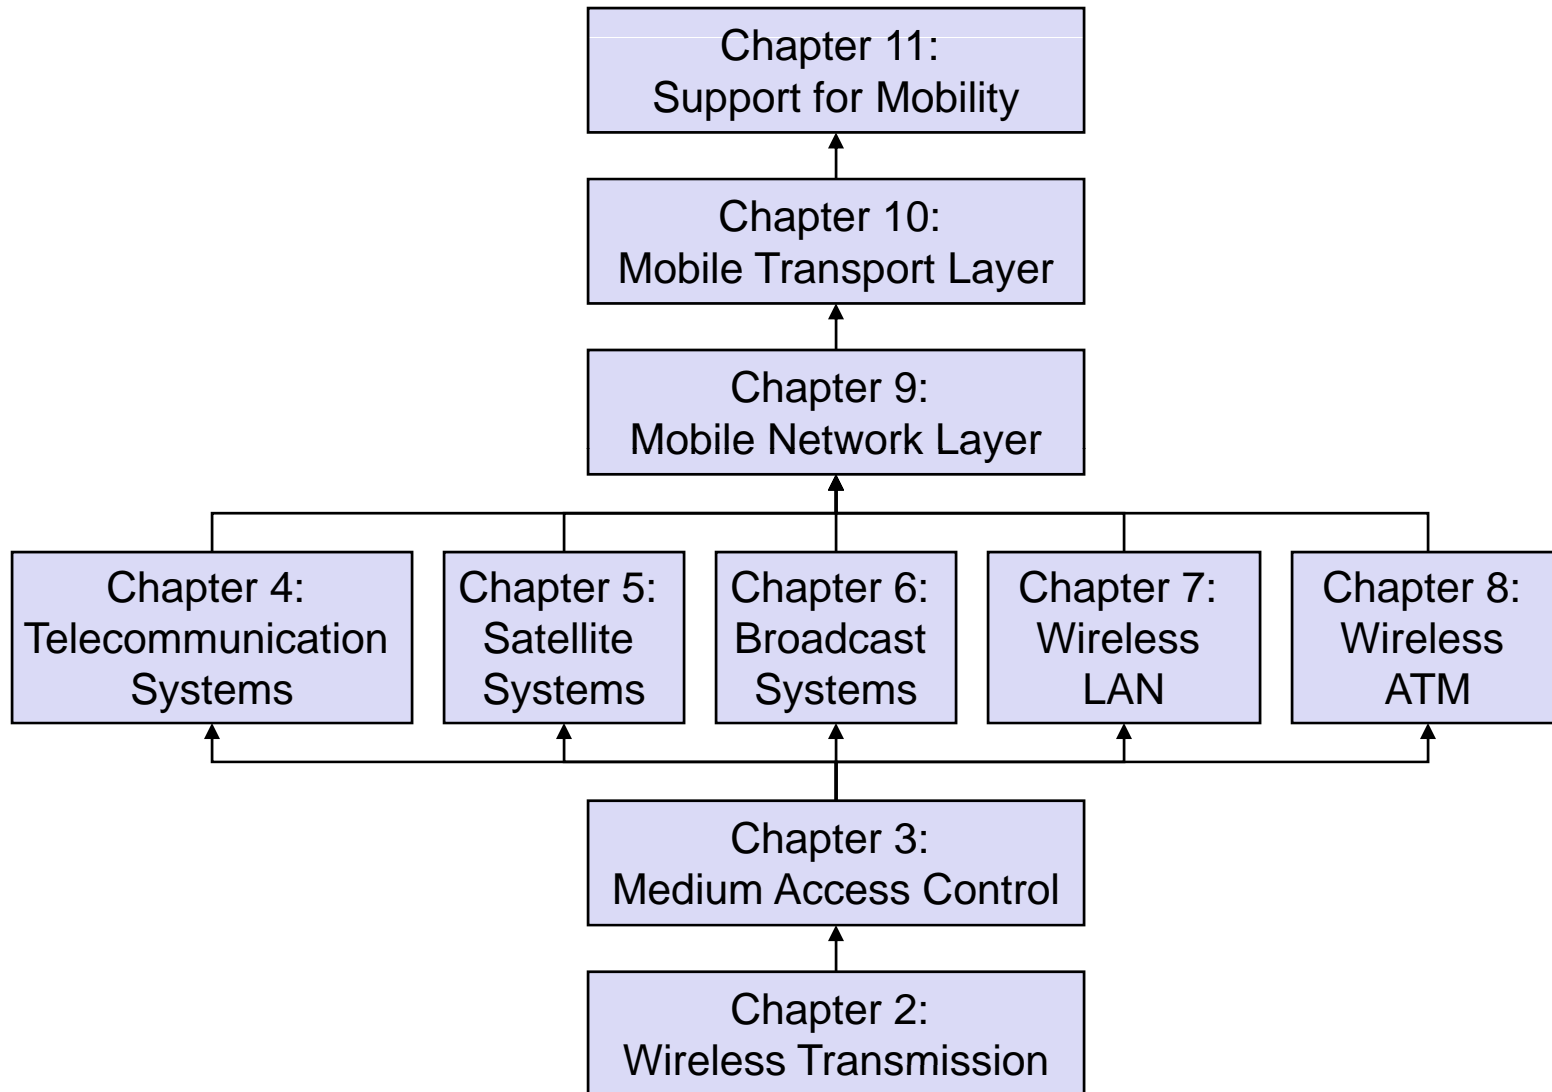 Chapter 11:
Support for Mobility
Chapter 10:
Mobile Transport Layer
Chapter 9:
Mobile Network Layer
Chapter 4:
Telecommunication
Systems
Chapter 5:
Satellite
Systems
Chapter 6:
Broadcast
Systems
Chapter 7:
Wireless
LAN
Chapter 8:
Wireless
ATM
Chapter 3:
Medium Access Control
Chapter 2:
Wireless Transmission